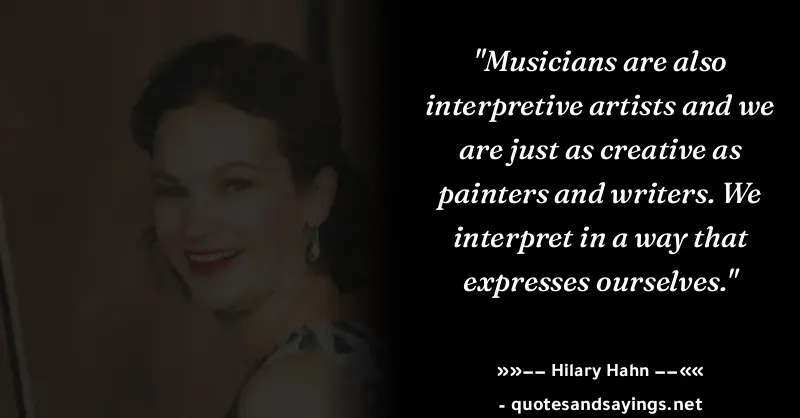 "Musicians are also
interpretive artists and we
are just as creative as
painters and writers. We
interpret in a way that
expresses ourselves."
»»−− Hilary Hahn −−««
- quotesandsayings.net